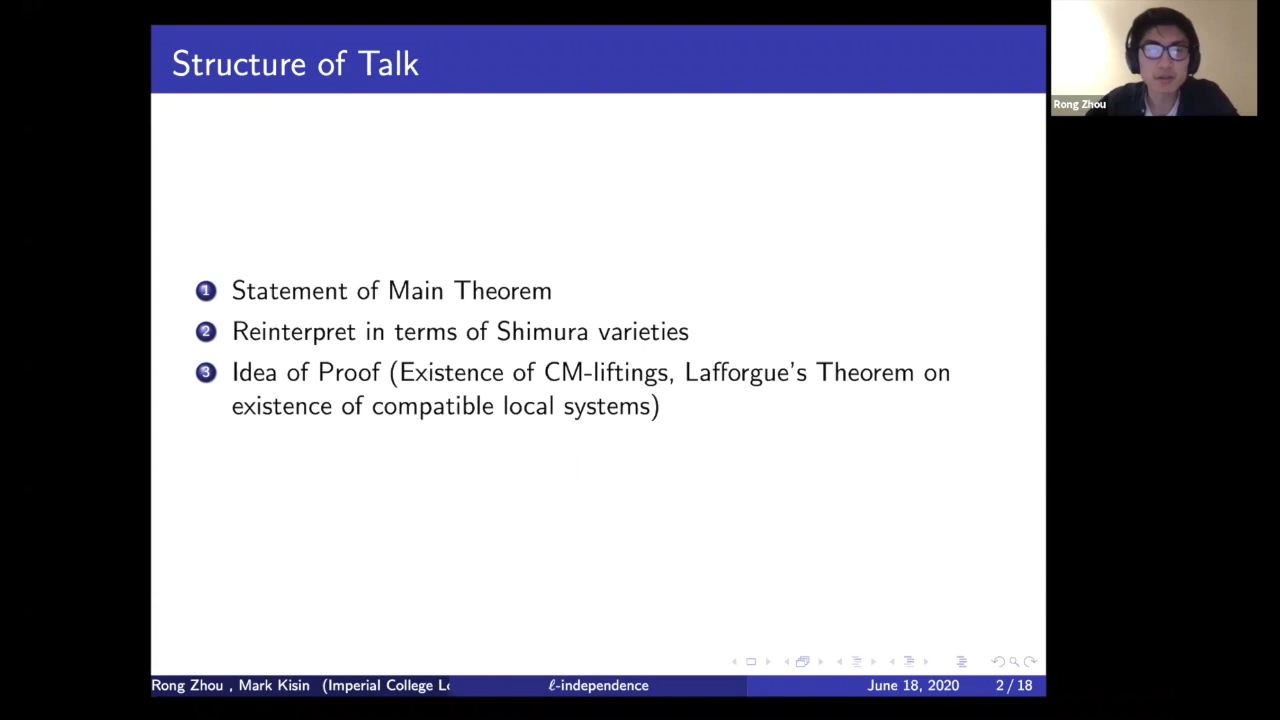 Structure of Talk
Rong Zhou
1 Statement of Main Theorem
2 Reinterpret in terms of Shimura varieties
3 Idea of Proof (Existence of CM-liftings, Lafforgue's Theorem on
existence of compatible local systems)
Rong Zhou , Mark Kisin (Imperial College Lo
ℓ-independence
June 18, 2020
2 / 18